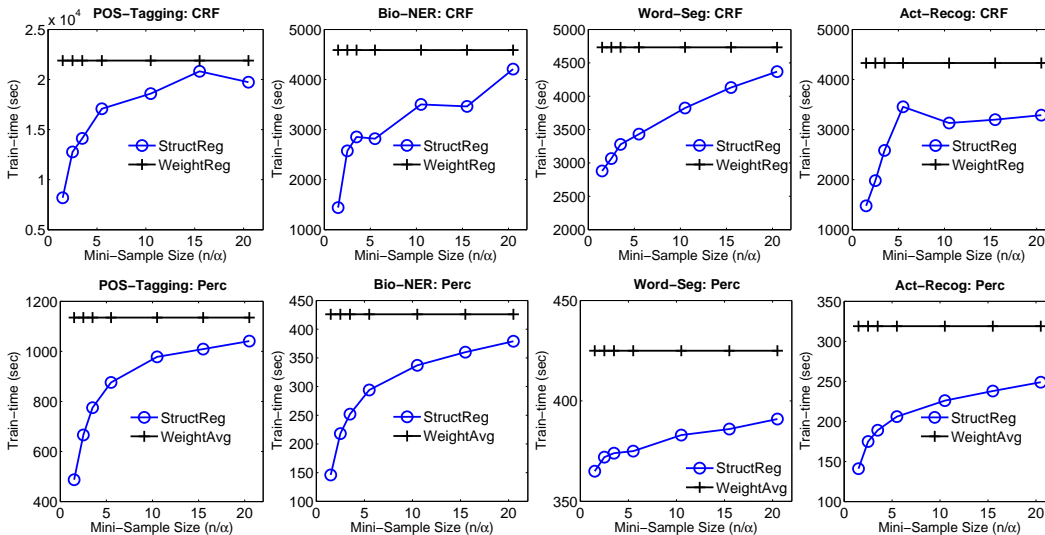 POS−Tagging: CRF
x 10^4
2.5
2
1.5
1
0.5
Train−time (sec)
StructReg
WeightReg
0 5 10 15 20
Mini−Sample Size (n/α)
Bio−NER: CRF
5000
4000
3000
2000
1000
Train−time (sec)
StructReg
WeightReg
0 5 10 15 20
Mini−Sample Size (n/α)
Word−Seg: CRF
5000
4500
4000
3500
3000
2500
2000
Train−time (sec)
StructReg
WeightReg
0 5 10 15 20
Mini−Sample Size (n/α)
Act−Recog: CRF
5000
4000
3000
2000
1000
Train−time (sec)
StructReg
WeightReg
0 5 10 15 20
Mini−Sample Size (n/α)
POS−Tagging: Perc
1200
1000
800
600
400
Train−time (sec)
StructReg
WeightAvg
0 5 10 15 20
Mini−Sample Size (n/α)
Bio−NER: Perc
450
400
350
300
250
200
150
100
Train−time (sec)
StructReg
WeightAvg
0 5 10 15 20
Mini−Sample Size (n/α)
Word−Seg: Perc
450
400
350
Train−time (sec)
StructReg
WeightAvg
0 5 10 15 20
Mini−Sample Size (n/α)
Act−Recog: Perc
350
300
250
200
150
100
Train−time (sec)
StructReg
WeightAvg
0 5 10 15 20
Mini−Sample Size (n/α)